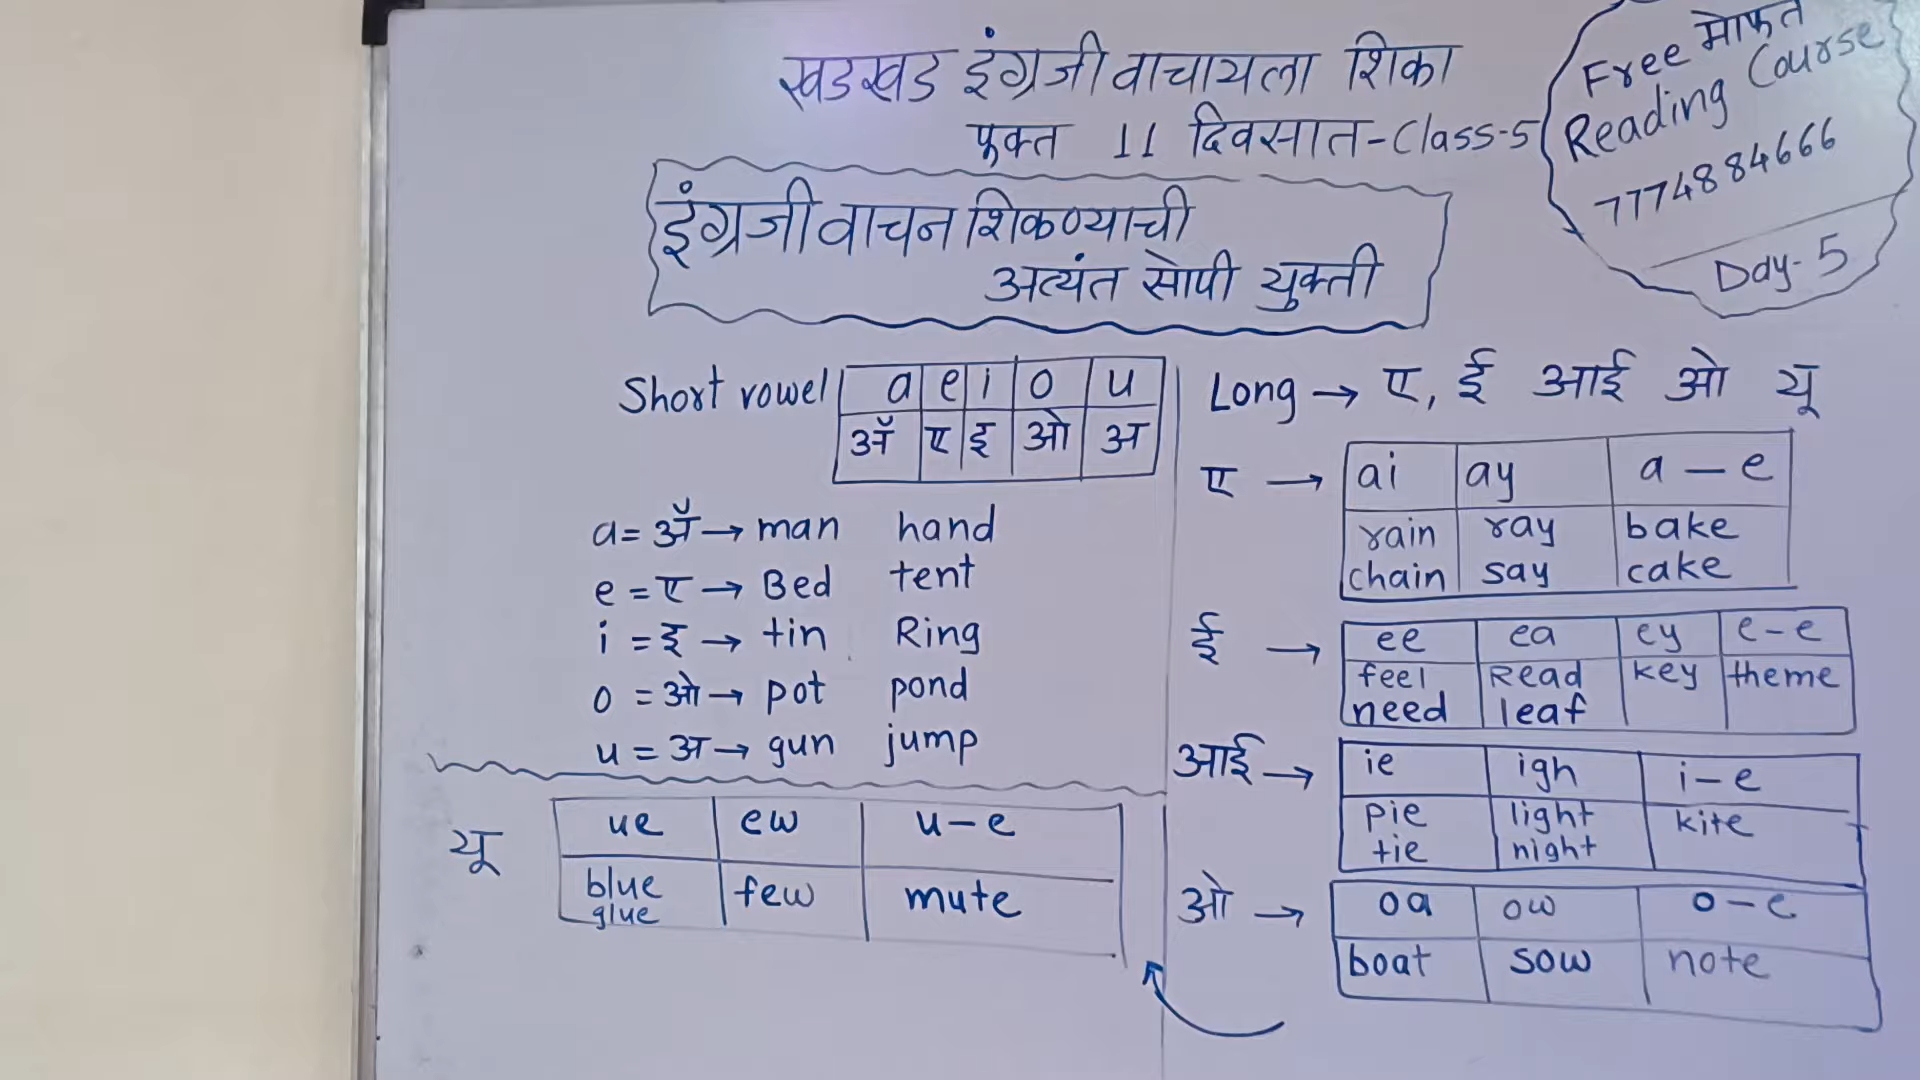 खडखड इंग्रजी वाचायला शिका
फक्त 11 दिवसात-Class-5
Free मोफत
Reading Course
7774884666
Day-5
इंग्रजी वाचन शिकण्याची
अत्यंत सोपी युक्ती
Short vowel a e i o u
अॅ ए इ ओ अ
a = अॅ → man hand
e = ए → Bed tent
i = इ → tin Ring
o = ओ → pot pond
u = अ → gun jump
यू
ue ew u-e
blue few mute
glue
Long → ए, ई आई ओ यू
ए → ai ay a-e
rain ray bake
chain say cake
ई → ee ea ey e-e
feel Read key theme
need leaf
आई → ie igh i-e
pie light kite
tie night
ओ → oa ow o-e
boat sow note